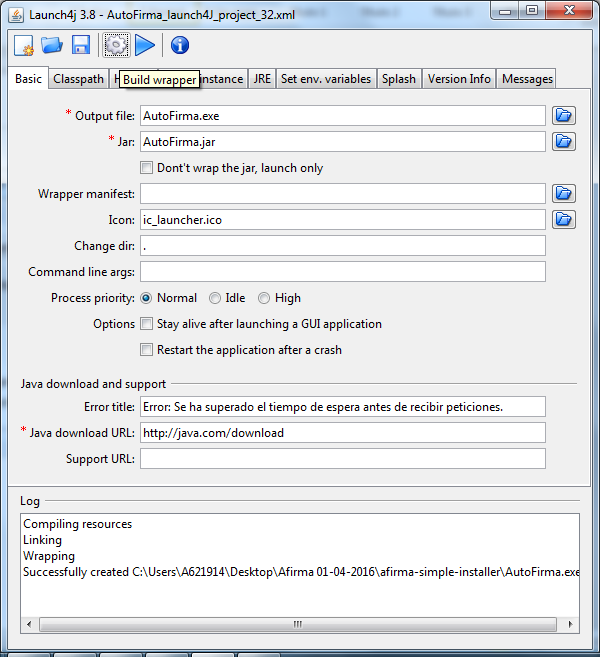 Launch4j 3.8 - AutoFirma_launch4J_project_32.xml
Build wrapper
Basic Classpath H instance JRE Set env. variables Splash Version Info Messages
* Output file: AutoFirma.exe
* Jar: AutoFirma.jar
Dont't wrap the jar, launch only
Wrapper manifest:
Icon: ic_launcher.ico
Change dir: .
Command line args:
Process priority: Normal Idle High
Options Stay alive after launching a GUI application
Restart the application after a crash
Java download and support
Error title: Error: Se ha superado el tiempo de espera antes de recibir peticiones.
* Java download URL: http://java.com/download
Support URL:
Log
Compiling resources
Linking
Wrapping
Successfully created C:\Users\A621914\Desktop\Afirma 01-04-2016\afirma-simple-installer\AutoFirma.exe